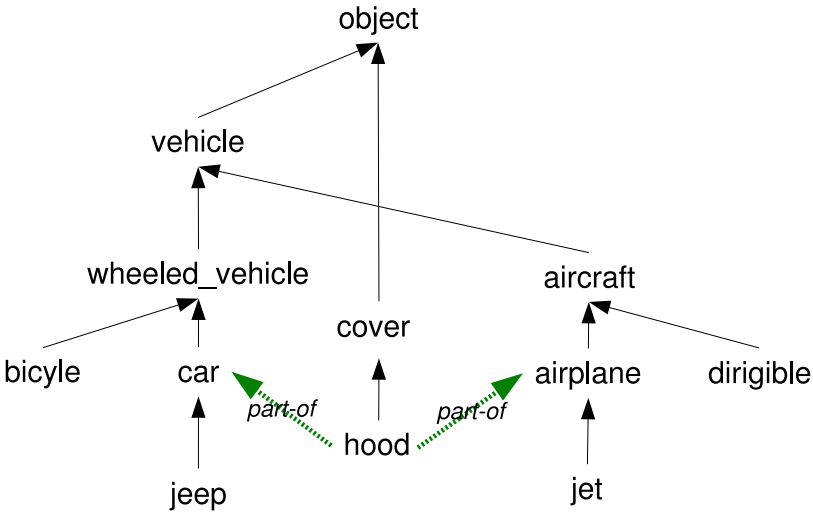 object
vehicle
wheeled_vehicle
aircraft
cover
bicyle
car
airplane
dirigible
part-of
part-of
hood
jeep
jet